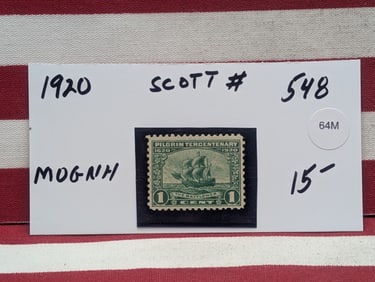 1920 SCOTT # 548
64M
PILGRIM TERCENTENARY
1620 1920
MOGNH
THE MAYFLOWER
1 CENT 1
15-